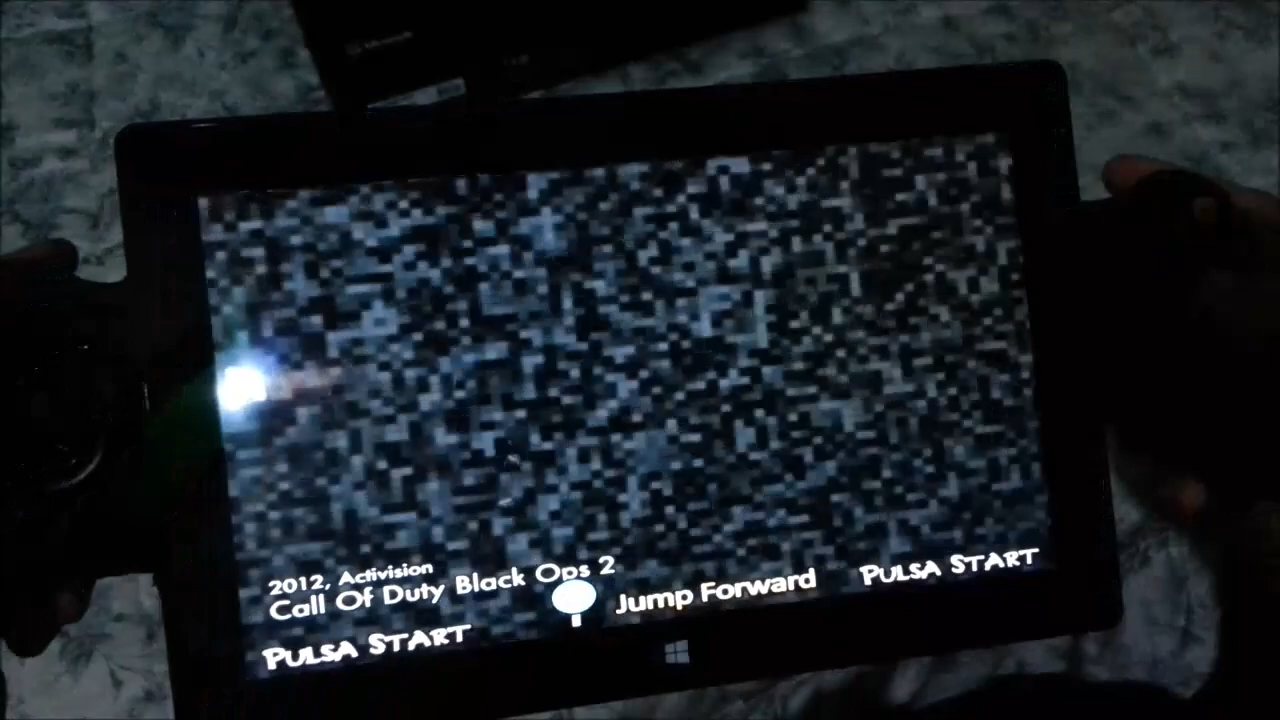 2012, Activision
Call Of Duty Black Ops 2
Jump Forward
PULSA START
PULSA START